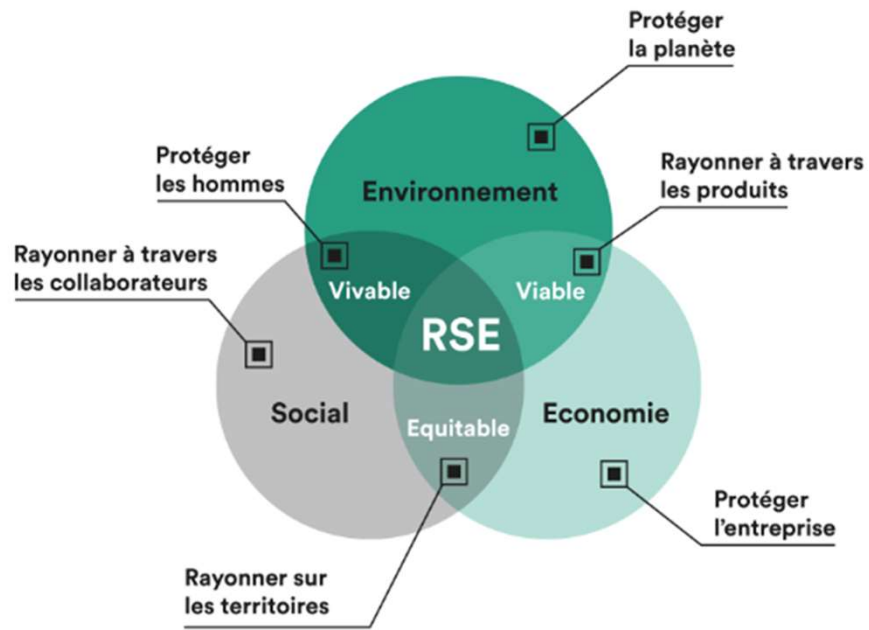 Protéger
la planète
Protéger
les hommes
Rayonner à travers
les produits
Environnement
Rayonner à travers
les collaborateurs
Vivable
Viable
RSE
Social
Equitable
Economie
Protéger
l'entreprise
Rayonner sur
les territoires